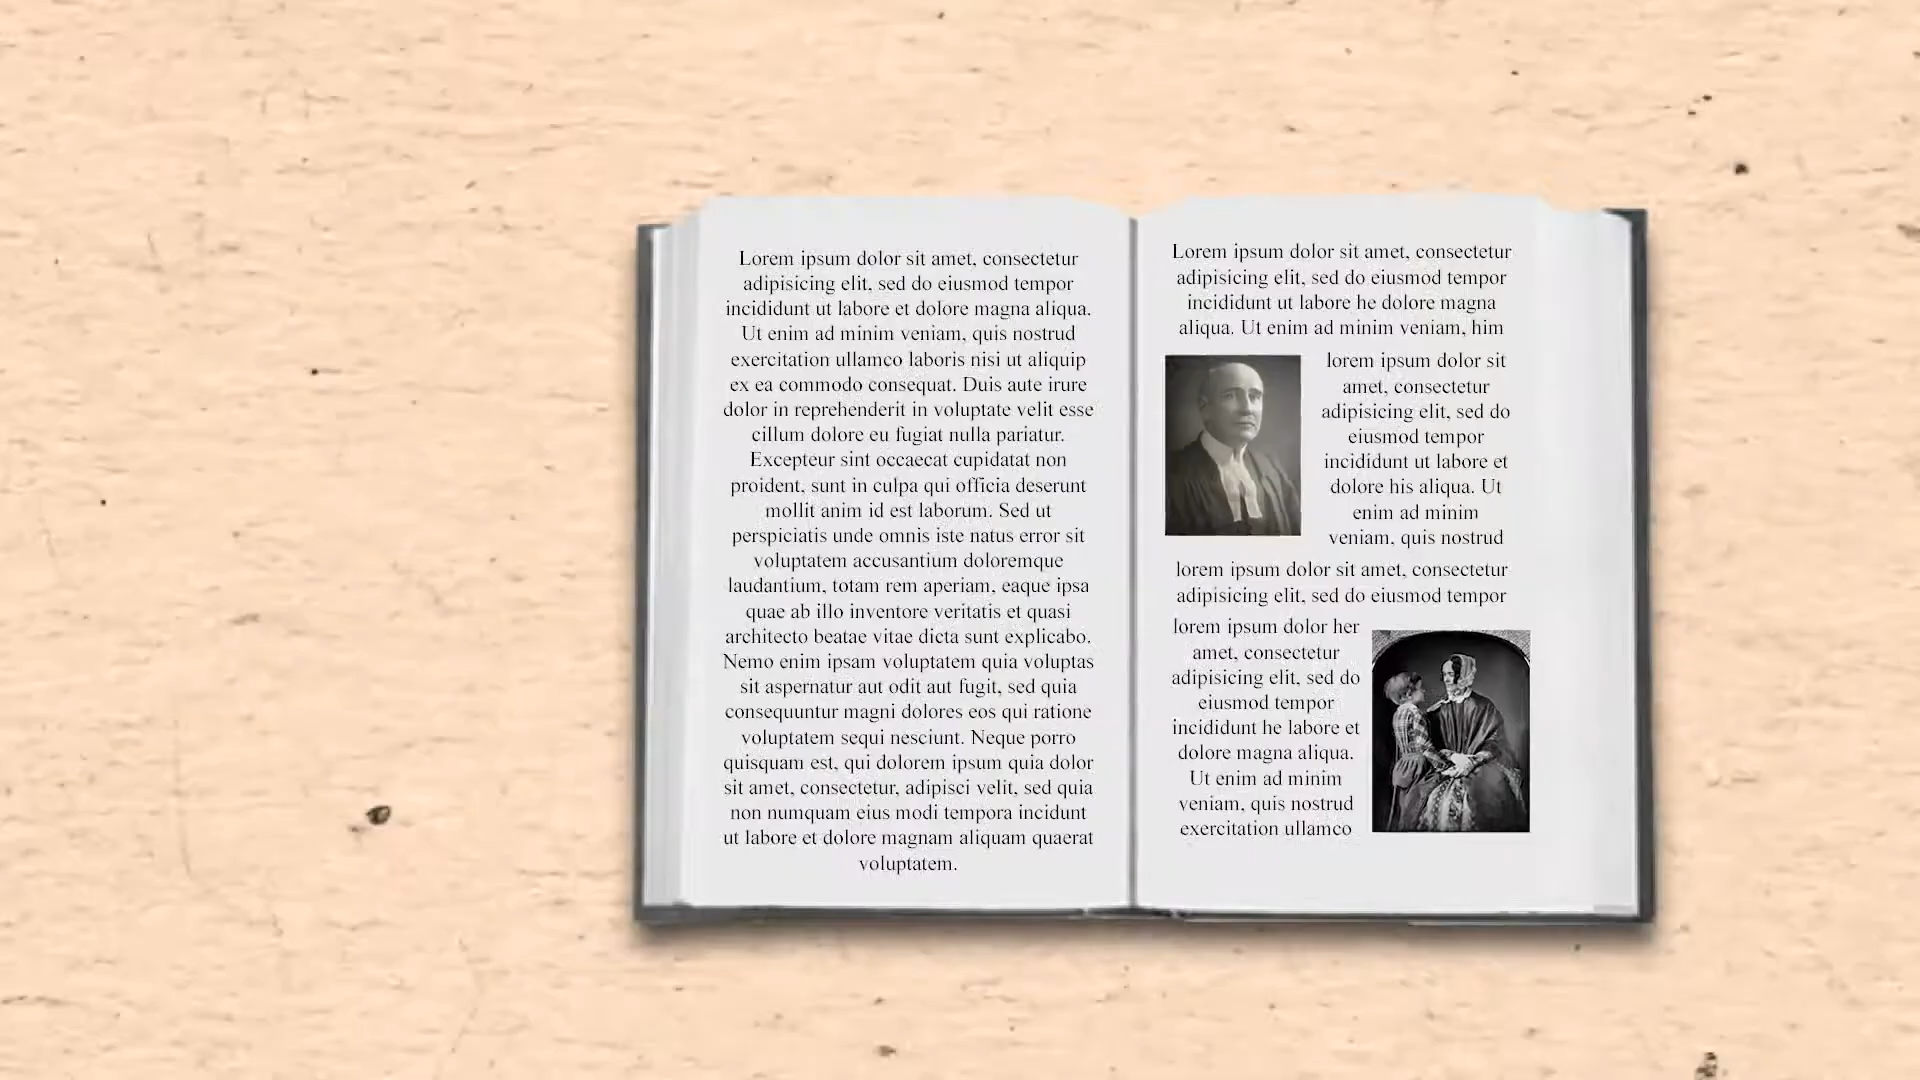 Lorem ipsum dolor sit amet, consectetur
adipisicing elit, sed do eiusmod tempor
incididunt ut labore et dolore magna aliqua.
Ut enim ad minim veniam, quis nostrud
exercitation ullamco laboris nisi ut aliquip
ex ea commodo consequat. Duis aute irure
dolor in reprehenderit in voluptate velit esse
cillum dolore eu fugiat nulla pariatur.
Excepteur sint occaecat cupidatat non
proident, sunt in culpa qui officia deserunt
mollit anim id est laborum. Sed ut
perspiciatis unde omnis iste natus error sit
voluptatem accusantium doloremque
laudantium, totam rem aperiam, eaque ipsa
quae ab illo inventore veritatis et quasi
architecto beatae vitae dicta sunt explicabo.
Nemo enim ipsam voluptatem quia voluptas
sit aspernatur aut odit aut fugit, sed quia
consequuntur magni dolores eos qui ratione
voluptatem sequi nesciunt. Neque porro
quisquam est, qui dolorem ipsum quia dolor
sit amet, consectetur, adipisci velit, sed quia
non numquam eius modi tempora incidunt
ut labore et dolore magnam aliquam quaerat
voluptatem.
Lorem ipsum dolor sit amet, consectetur
adipisicing elit, sed do eiusmod tempor
incididunt ut labore he dolore magna
aliqua. Ut enim ad minim veniam, him
lorem ipsum dolor sit
amet, consectetur
adipisicing elit, sed do
eiusmod tempor
incididunt ut labore et
dolore his aliqua. Ut
enim ad minim
veniam, quis nostrud
lorem ipsum dolor sit amet, consectetur
adipisicing elit, sed do eiusmod tempor
lorem ipsum dolor her
amet, consectetur
adipisicing elit, sed do
eiusmod tempor
incididunt he labore et
dolore magna aliqua.
Ut enim ad minim
veniam, quis nostrud
exercitation ullamco